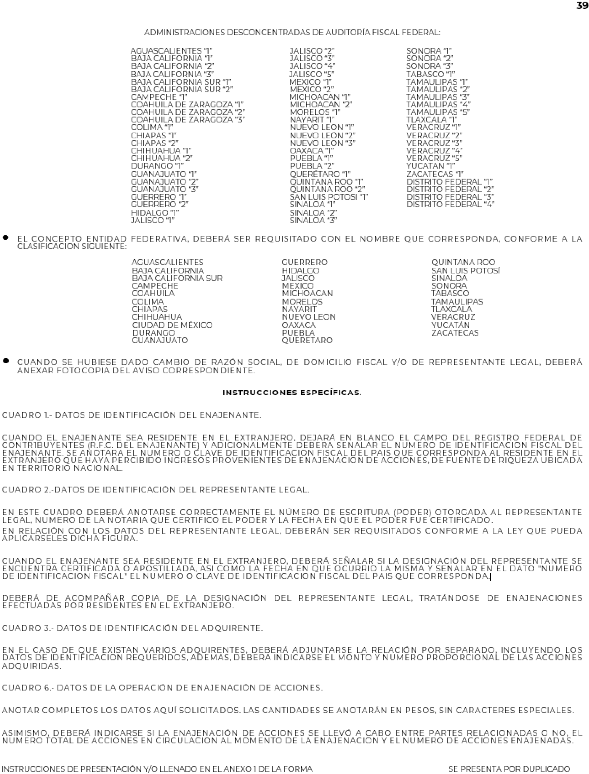 39
ADMINISTRACIONES DESCONCENTRADAS DE AUDITORÍA FISCAL FEDERAL:
AGUASCALIENTES "1" JALISCO "2" SONORA "1"
BAJA CALIFORNIA "1" JALISCO "3" SONORA "2"
BAJA CALIFORNIA "2" JALISCO "4" SONORA "3"
BAJA CALIFORNIA "3" JALISCO "5" TABASCO "1"
BAJA CALIFORNIA SUR "1" MEXICO "1" TAMAULIPAS "1"
BAJA CALIFORNIA SUR "2" MEXICO "2" TAMAULIPAS "2"
CAMPECHE "1" MICHOACAN "1" TAMAULIPAS "3"
COAHUILA DE ZARAGOZA "1" MICHOACAN "2" TAMAULIPAS "4"
COAHUILA DE ZARAGOZA "2" MORELOS "1" TAMAULIPAS "5"
COAHUILA DE ZARAGOZA "3" NAYARIT "1" TLAXCALA "1"
COLIMA "1" NUEVO LEON "1" VERACRUZ "1"
CHIAPAS "1" NUEVO LEON "2" VERACRUZ "2"
CHIAPAS "2" NUEVO LEON "3" VERACRUZ "3"
CHIHUAHUA "1" OAXACA "1" VERACRUZ "4"
CHIHUAHUA "2" PUEBLA "1" VERACRUZ "5"
DURANGO "1" PUEBLA "2" YUCATAN "1"
GUANAJUATO "1" QUERÉTARO "1" ZACATECAS "1"
GUANAJUATO "2" QUINTANA ROO "1" DISTRITO FEDERAL "1"
GUANAJUATO "3" QUINTANA ROO "2" DISTRITO FEDERAL "2"
GUERRERO "1" SAN LUIS POTOSI "1" DISTRITO FEDERAL "3"
GUERRERO "2" SINALOA "1" DISTRITO FEDERAL "4"
HIDALGO "1" SINALOA "2"
JALISCO "1" SINALOA "3"
● EL CONCEPTO ENTIDAD FEDERATIVA, DEBERÁ SER REQUISITADO CON EL NOMBRE QUE CORRESPONDA, CONFORME A LA
CLASIFICACIÓN SIGUIENTE:
AGUASCALIENTES GUERRERO QUINTANA ROO
BAJA CALIFORNIA HIDALGO SAN LUIS POTOSÍ
BAJA CALIFORNIA SUR JALISCO SINALOA
CAMPECHE MEXICO SONORA
COAHUILA MICHOACAN TABASCO
COLIMA MORELOS TAMAULIPAS
CHIAPAS NAYARIT TLAXCALA
CHIHUAHUA NUEVO LEON VERACRUZ
CIUDAD DE MÉXICO OAXACA YUCATÁN
DURANGO PUEBLA ZACATECAS
GUANAJUATO QUERETARO
● CUANDO SE HUBIESE DADO CAMBIO DE RAZÓN SOCIAL, DE DOMICILIO FISCAL Y/O DE REPRESENTANTE LEGAL, DEBERÁ
ANEXAR FOTOCOPIA DEL AVISO CORRESPONDIENTE.
INSTRUCCIONES ESPECÍFICAS.
CUADRO 1.- DATOS DE IDENTIFICACIÓN DEL ENAJENANTE.
CUANDO EL ENAJENANTE SEA RESIDENTE EN EL EXTRANJERO, DEJARÁ EN BLANCO EL CAMPO DEL REGISTRO FEDERAL DE
CONTRIBUYENTES (R.F.C. DEL ENAJENANTE) Y ADICIONALMENTE DEBERÁ SEÑALAR EL NÚMERO DE IDENTIFICACIÓN FISCAL DEL
ENAJENANTE. SE ANOTARÁ EL NÚMERO O CLAVE DE IDENTIFICACIÓN FISCAL DEL PAÍS QUE CORRESPONDA AL RESIDENTE EN EL
EXTRANJERO QUE HAYA PERCIBIDO INGRESOS PROVENIENTES DE ENAJENACION DE ACCIONES, DE FUENTE DE RIQUEZA UBICADA
EN TERRITORIO NACIONAL.
CUADRO 2.-DATOS DE IDENTIFICACIÓN DEL REPRESENTANTE LEGAL.
EN ESTE CUADRO DEBERÁ ANOTARSE CORRECTAMENTE EL NÚMERO DE ESCRITURA (PODER) OTORGADA AL REPRESENTANTE
LEGAL, NUMERO DE LA NOTARIA QUE CERTIFICO EL PODER Y LA FECHA EN QUE EL PODER FUE CERTIFICADO.
EN RELACIÓN CON LOS DATOS DEL REPRESENTANTE LEGAL, DEBERÁN SER REQUISITADOS CONFORME A LA LEY QUE PUEDA
APLICÁRSELES DICHA FIGURA.
CUANDO EL ENAJENANTE SEA RESIDENTE EN EL EXTRANJERO, DEBERÁ SEÑALAR SI LA DESIGNACIÓN DEL REPRESENTANTE SE
ENCUENTRA CERTIFICADA O APOSTILLADA, ASÍ COMO LA FECHA EN QUE OCURRIÓ LA MISMA Y SEÑALAR EN EL DATO "NUMERO
DE IDENTIFICACION FISCAL" EL NUMERO O CLAVE DE IDENTIFICACION FISCAL DEL PAIS QUE CORRESPONDA.
DEBERÁ DE ACOMPAÑAR COPIA DE LA DESIGNACIÓN DEL REPRESENTANTE LEGAL, TRATÁNDOSE DE ENAJENACIONES
EFECTUADAS POR RESIDENTES EN EL EXTRANJERO.
CUADRO 3.- DATOS DE IDENTIFICACIÓN DEL ADQUIRENTE.
EN EL CASO DE QUE EXISTAN VARIOS ADQUIRENTES, DEBERÁ ADJUNTARSE LA RELACIÓN POR SEPARADO, INCLUYENDO LOS
DATOS DE IDENTIFICACIÓN REQUERIDOS, ADEMÁS, DEBERÁ INDICARSE EL MONTO Y NÚMERO PROPORCIONAL DE LAS ACCIONES
ADQUIRIDAS.
CUADRO 6.- DATOS DE LA OPERACIÓN DE ENAJENACIÓN DE ACCIONES.
ANOTAR COMPLETOS LOS DATOS AQUÍ SOLICITADOS. LAS CANTIDADES SE ANOTARÁN EN PESOS, SIN CARACTERES ESPECIALES.
ASIMISMO, DEBERÁ INDICARSE SI LA ENAJENACIÓN DE ACCIONES SE LLEVÓ A CABO ENTRE PARTES RELACIONADAS O NO, EL
NÚMERO TOTAL DE ACCIONES EN CIRCULACIÓN AL MOMENTO DE LA ENAJENACIÓN Y EL NÚMERO DE ACCIONES ENAJENADAS.
INSTRUCCIONES DE PRESENTACIÓN Y/O LLENADO EN EL ANEXO 1 DE LA FORMA SE PRESENTA POR DUPLICADO